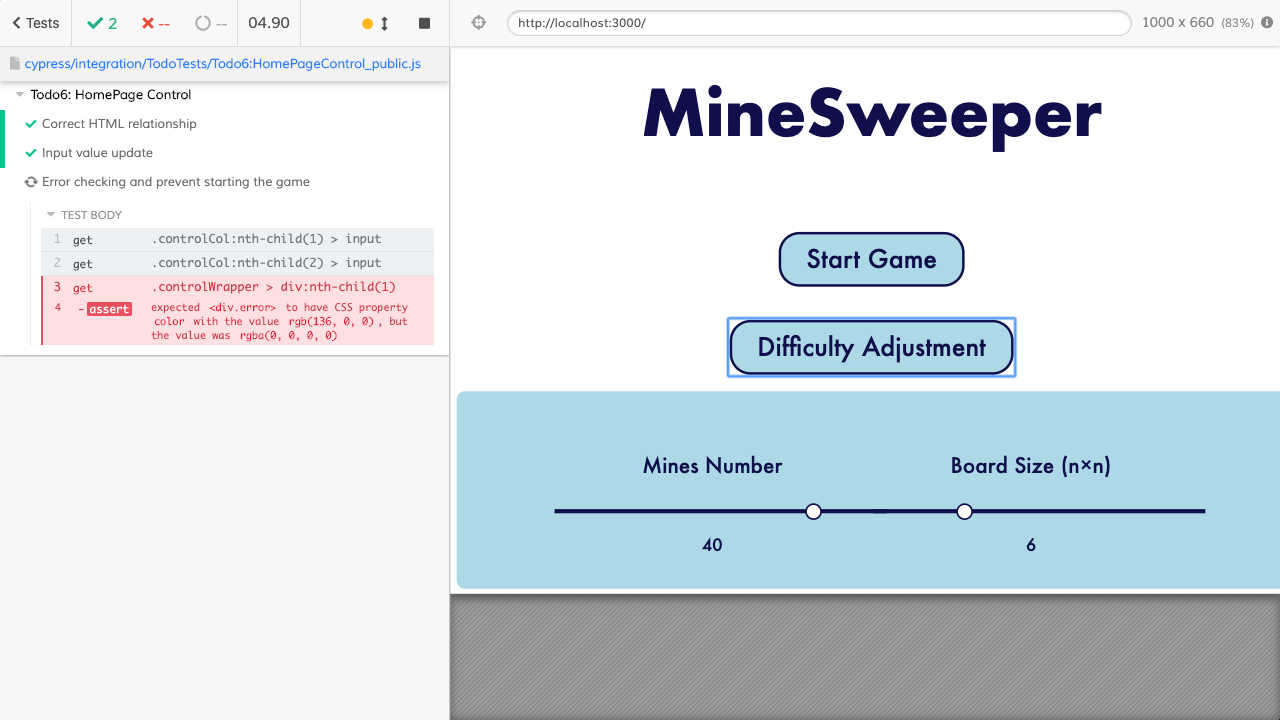 Tests
2
--
--
04.90
http://localhost:3000/
1000 x 660 (83%)
cypress/integration/TodoTests/Todo6:HomePageControl_public.js
Todo6: HomePage Control
Correct HTML relationship
Input value update
Error checking and prevent starting the game
TEST BODY
1 get .controlCol:nth-child(1) > input
2 get .controlCol:nth-child(2) > input
3 get .controlWrapper > div:nth-child(1)
4 - assert expected <div.error> to have CSS property
color with the value rgb(136, 0, 0), but
the value was rgba(0, 0, 0, 0)
MineSweeper
Start Game
Difficulty Adjustment
Mines Number
Board Size (n×n)
40
6